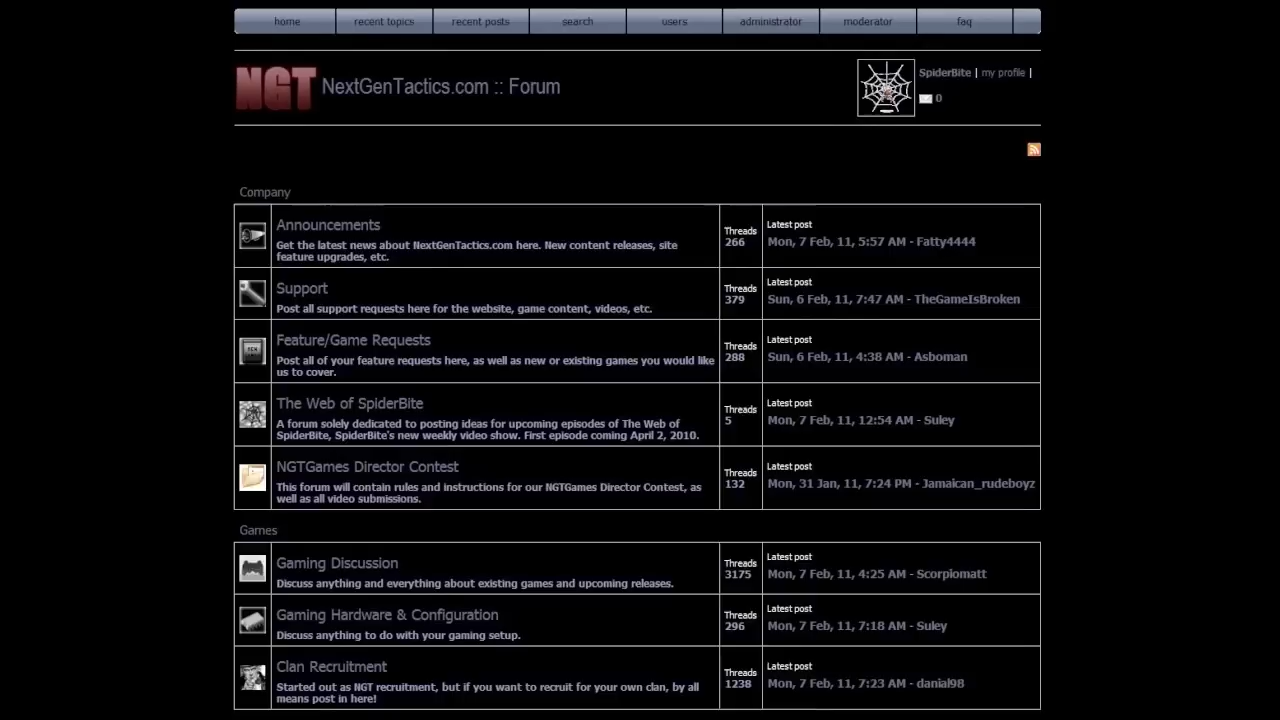 home recent topics recent posts search users administrator moderator faq
NGT NextGenTactics.com :: Forum
SpiderBite | my profile |
0
Company
Announcements
Get the latest news about NextGenTactics.com here. New content releases, site
feature upgrades, etc.
Threads
266
Latest post
Mon, 7 Feb, 11, 5:57 AM - Fatty4444
Support
Post all support requests here for the website, game content, videos, etc.
Threads
379
Latest post
Sun, 6 Feb, 11, 7:47 AM - TheGameIsBroken
Feature/Game Requests
Post all of your feature requests here, as well as new or existing games you would like
us to cover.
Threads
288
Latest post
Sun, 6 Feb, 11, 4:38 AM - Asboman
The Web of SpiderBite
A forum solely dedicated to posting ideas for upcoming episodes of The Web of
SpiderBite, SpiderBite's new weekly video show. First episode coming April 2, 2010.
Threads
5
Latest post
Mon, 7 Feb, 11, 12:54 AM - Suley
NGTGames Director Contest
This forum will contain rules and instructions for our NGTGames Director Contest, as
well as all video submissions.
Threads
132
Latest post
Mon, 31 Jan, 11, 7:24 PM - Jamaican_rudeboyz
Games
Gaming Discussion
Discuss anything and everything about existing games and upcoming releases.
Threads
3175
Latest post
Mon, 7 Feb, 11, 4:25 AM - Scorpiomatt
Gaming Hardware & Configuration
Discuss anything to do with your gaming setup.
Threads
296
Latest post
Mon, 7 Feb, 11, 7:18 AM - Suley
Clan Recruitment
Started out as NGT recruitment, but if you want to recruit for your own clan, by all
means post in here!
Threads
1238
Latest post
Mon, 7 Feb, 11, 7:23 AM - danial98